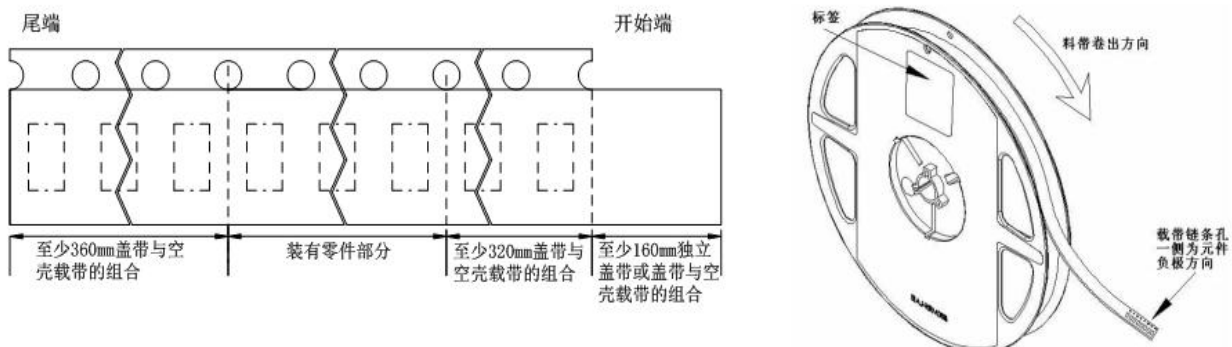 尾端
开始端
至少360mm盖带与空
壳载带的组合
装有零件部分
至少320mm盖带与
空壳载带的组合
至少160mm独立
盖带或盖带与空
壳载带的组合
标签
料带卷出方向
载带链条孔
一侧为元件
负极方向